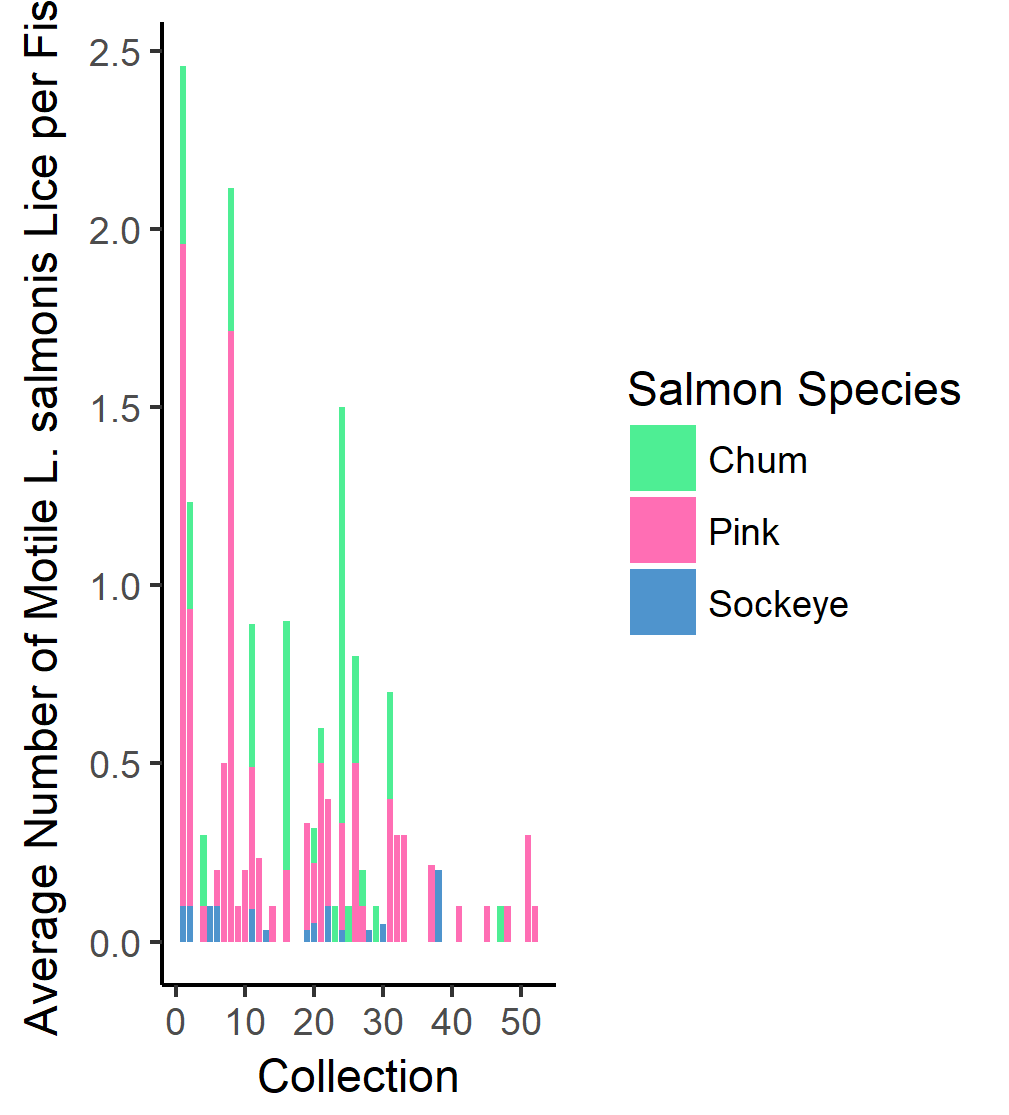 Average Number of Motile L. salmonis Lice per Fis
2.5
2.0
1.5
1.0
0.5
0.0
0 10 20 30 40 50
Collection
Salmon Species
Chum
Pink
Sockeye